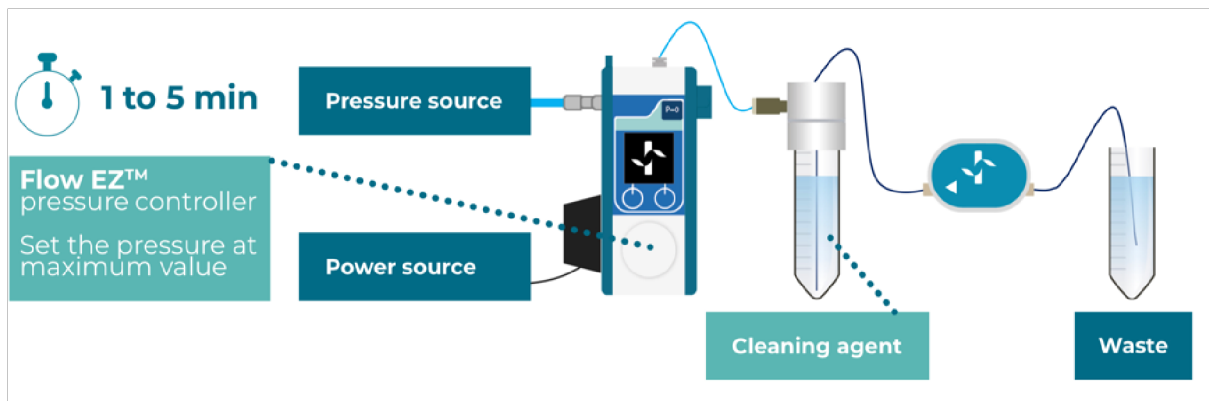 1 to 5 min
Flow EZ™
pressure controller
Set the pressure at
maximum value
Pressure source
Power source
Cleaning agent
Waste